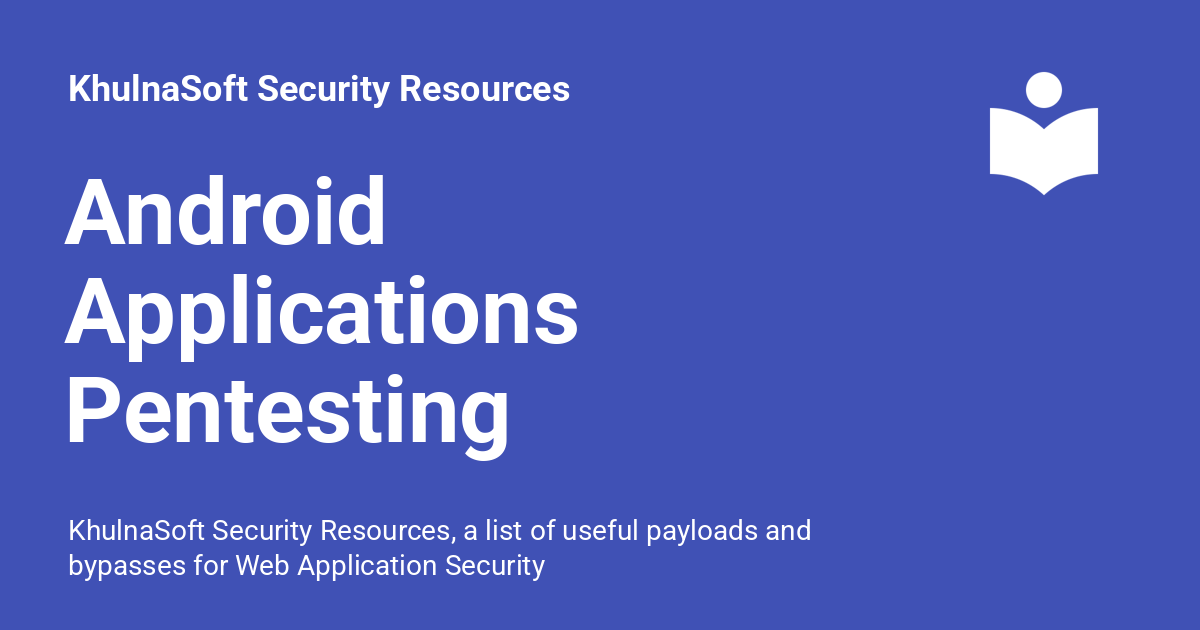 KhulnaSoft Security Resources
Android
Applications
Pentesting
KhulnaSoft Security Resources, a list of useful payloads and
bypasses for Web Application Security